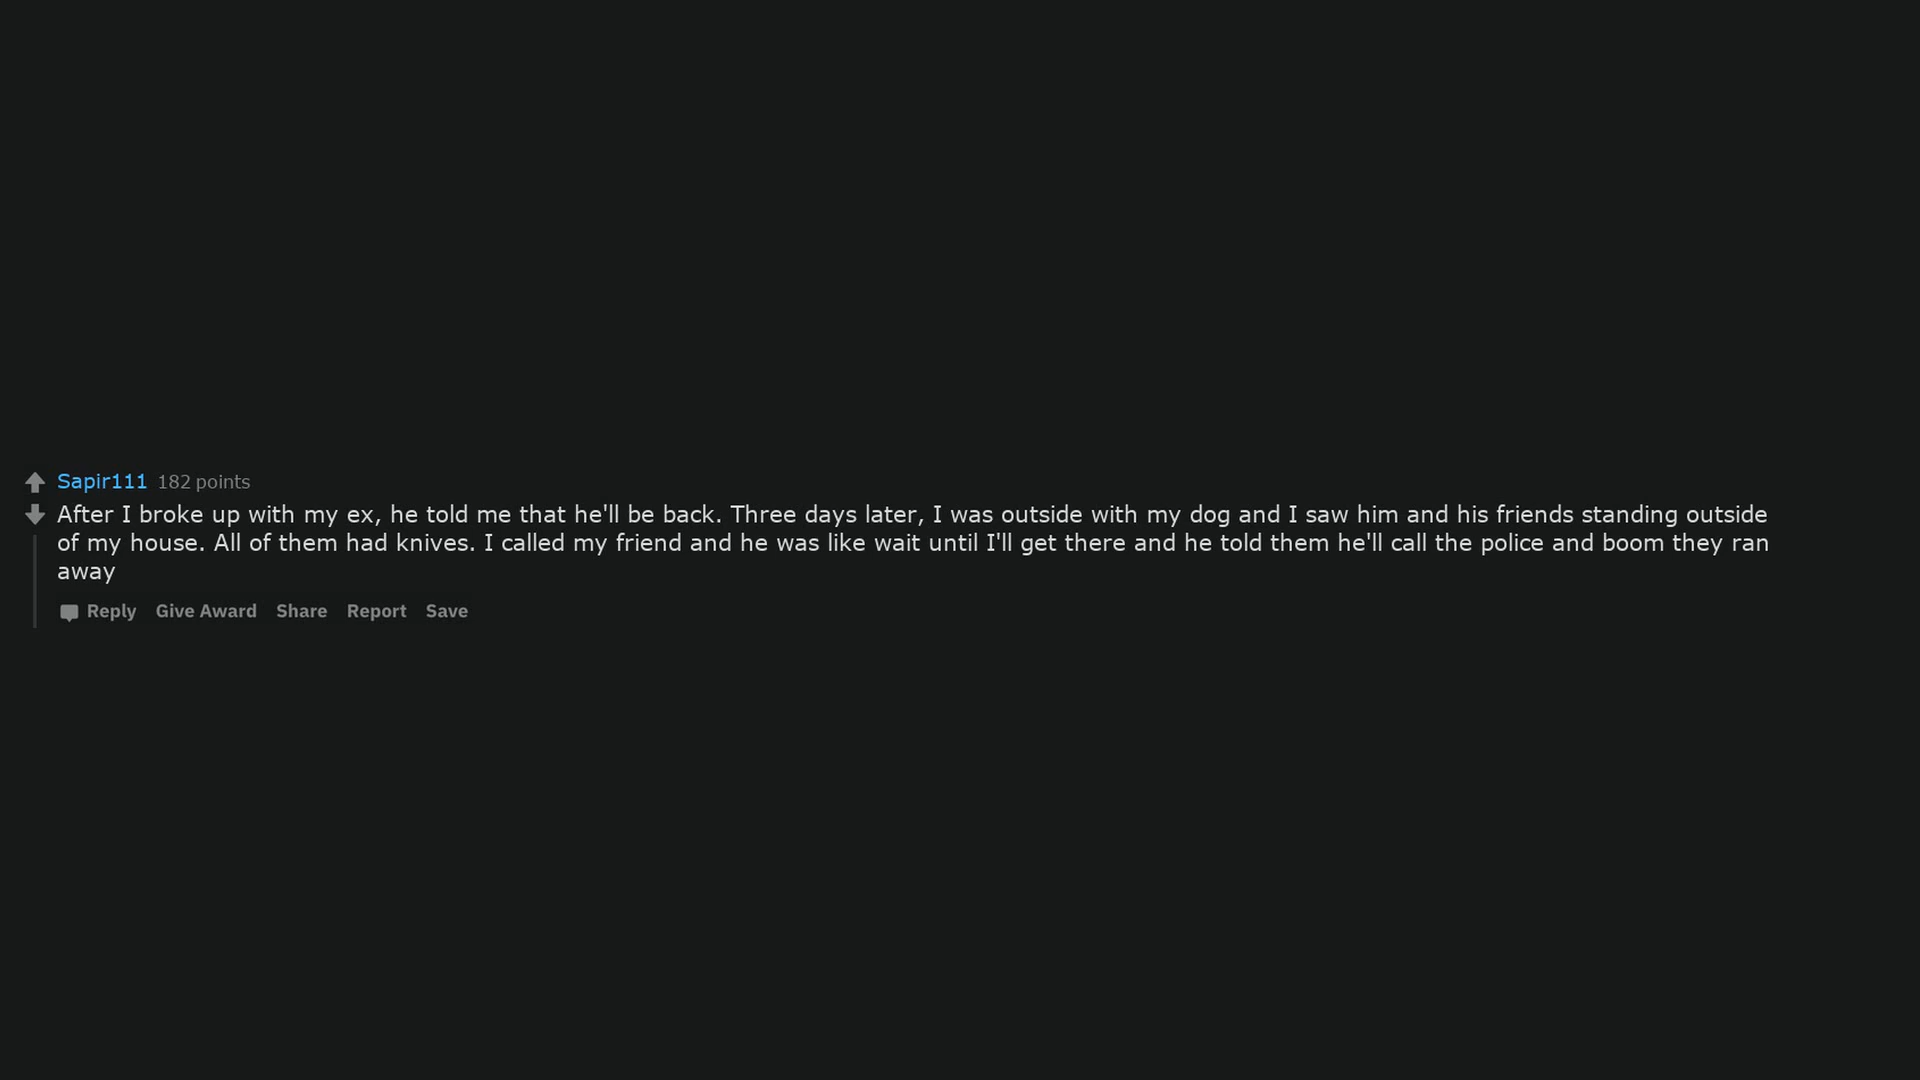 Sapir111 182 points
After I broke up with my ex, he told me that he'll be back. Three days later, I was outside with my dog and I saw him and his friends standing outside
of my house. All of them had knives. I called my friend and he was like wait until I'll get there and he told them he'll call the police and boom they ran
away
Reply Give Award Share Report Save